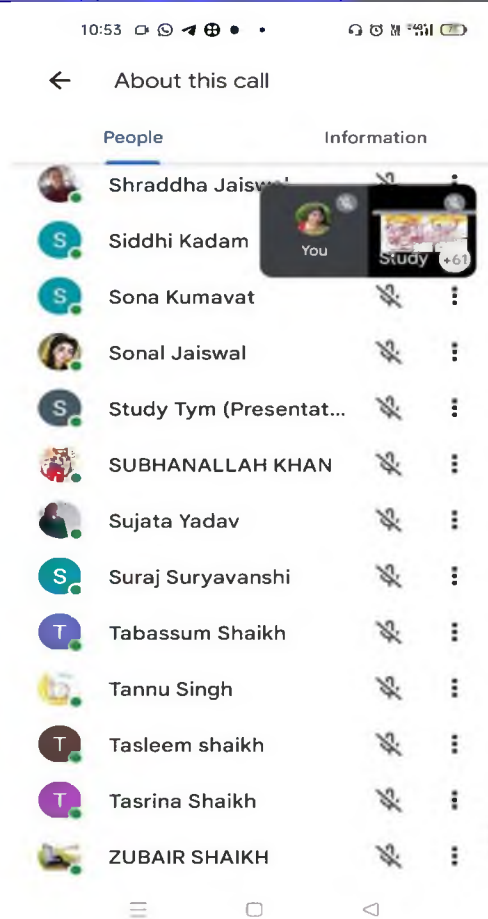 10:53
About this call
People Information
Shraddha Jaiswal
Siddhi Kadam
You
Study +61
S
Sona Kumavat
S
Sonal Jaiswal
S Study Tym (Presentat...
SUBHANALLAH KHAN
Sujata Yadav
S Suraj Suryavanshi
T Tabassum Shaikh
Tannu Singh
T Tasleem shaikh
T Tasrina Shaikh
ZUBAIR SHAIKH